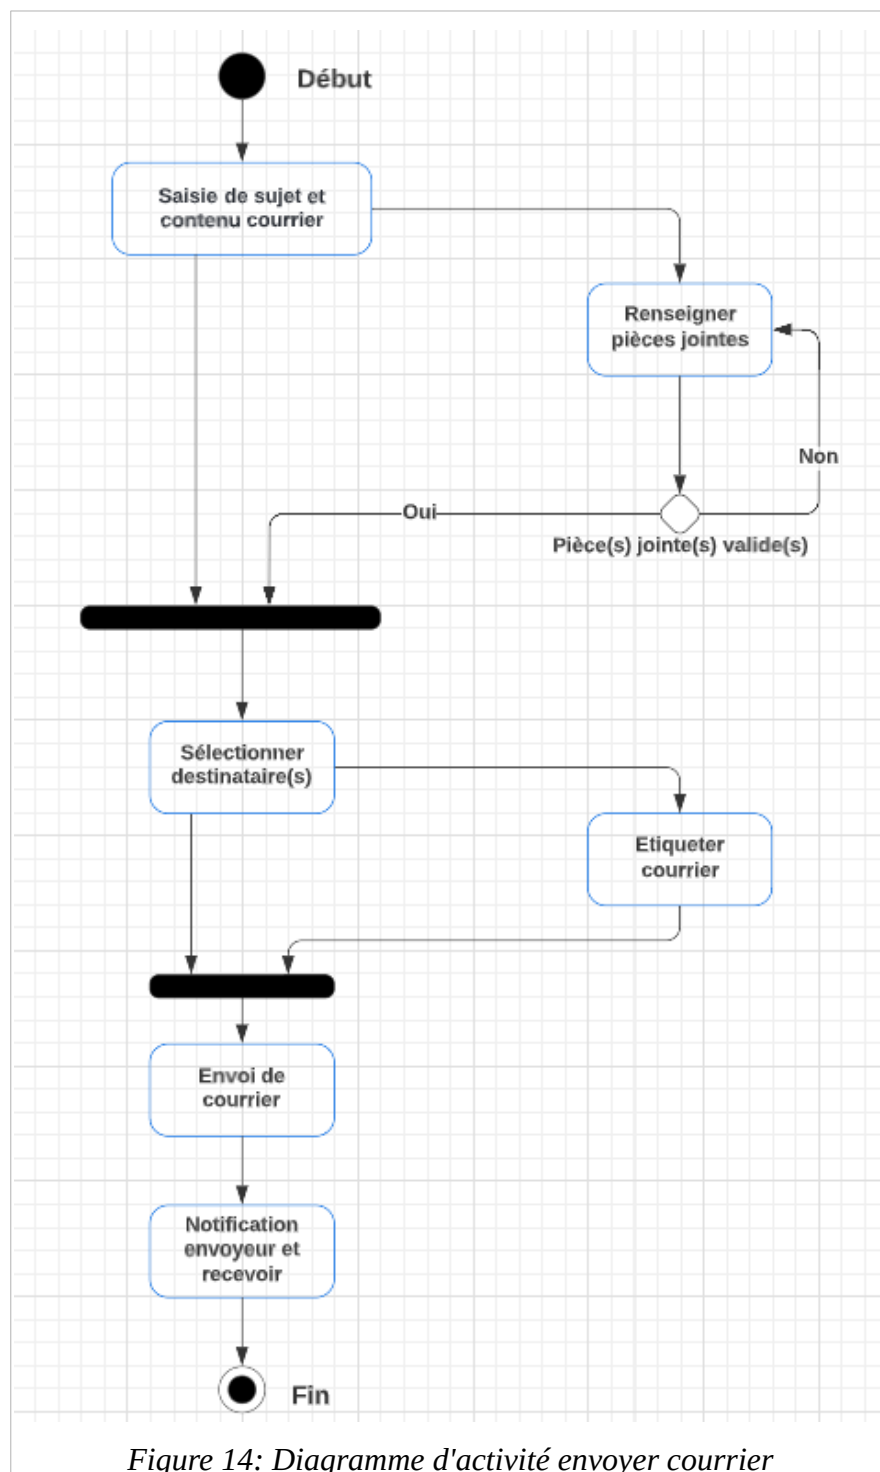 Début
Saisie de sujet et
contenu courrier
Renseigner
pièces jointes
Non
Oui
Pièce(s) jointe(s) valide(s)
Sélectionner
destinataire(s)
Etiqueter
courrier
Envoi de
courrier
Notification
envoyeur et
recevoir
Fin
Figure 14: Diagramme d'activité envoyer courrier